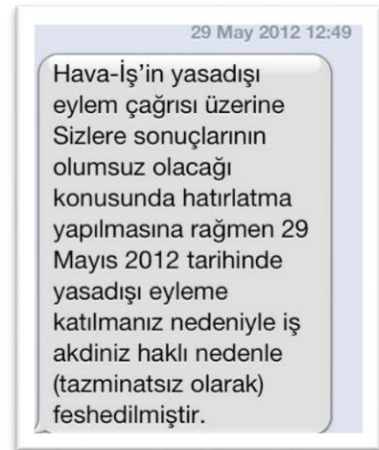 29 May 2012 12:49
Hava-İş'in yasadışı
eylem çağrısı üzerine
Sizlere sonuçlarının
olumsuz olacağı
konusunda hatırlatma
yapılmasına rağmen 29
Mayıs 2012 tarihinde
yasadışı eyleme
katılmanız nedeniyle iş
akdiniz haklı nedenle
(tazminatsız olarak)
feshedilmiştir.